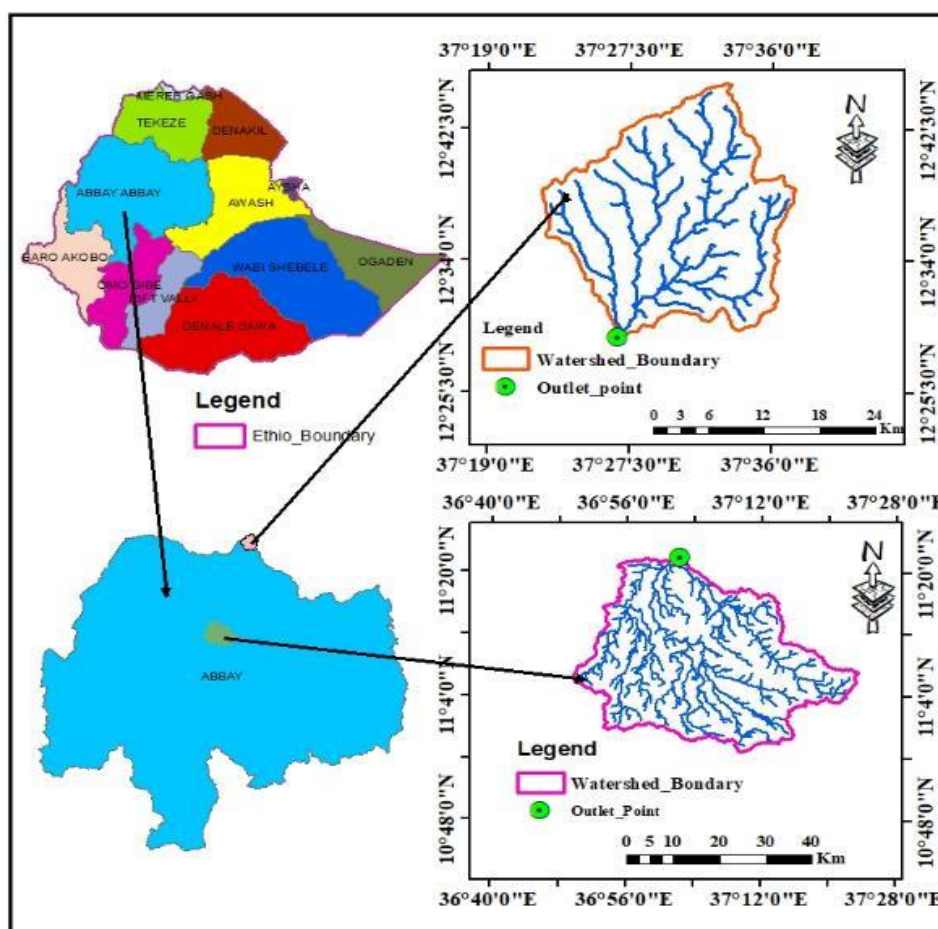 MEREB GASH
TEKEZE
DENAKIL
ABBAY ABBAY
AYSHA
AWASH
BARO AKOBO
WABI SHEBELE
OGADEN
OMO GIBE
RIFT VALLY
GENALE DAWA
Legend
Ethio_Boundary
ABBAY
37°19'0"E 37°27'30"E 37°36'0"E
12°42'30"N
12°34'0"N
12°25'30"N
N
12°42'30"N
12°34'0"N
12°25'30"N
Legend
Watershed_Boundary
Outlet_point
0 3 6 12 18 24
Km
37°19'0"E 37°27'30"E 37°36'0"E
36°40'0"E 36°56'0"E 37°12'0"E 37°28'0"E
11°20'0"N
11°4'0"N
10°48'0"N
N
11°20'0"N
11°4'0"N
10°48'0"N
Legend
Watershed_Bondary
Outlet_Point
0 5 10 20 30 40
Km
36°40'0"E 36°56'0"E 37°12'0"E 37°28'0"E